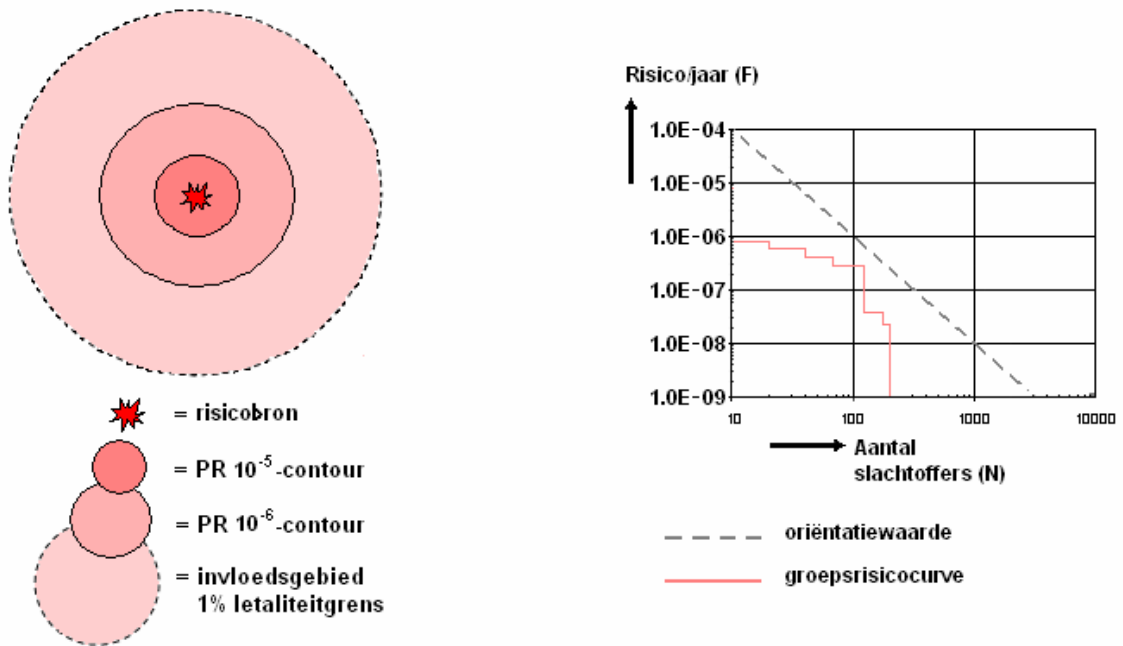 = risicobron
= PR 10⁻⁵-contour
= PR 10⁻⁶-contour
= invloedsgebied
1% letaliteitgrens
Risico/jaar (F)
1.0E-04
1.0E-05
1.0E-06
1.0E-07
1.0E-08
1.0E-09
10 100 1000 10000
Aantal
slachtoffers (N)
oriëntatiewaarde
groepsrisicocurve